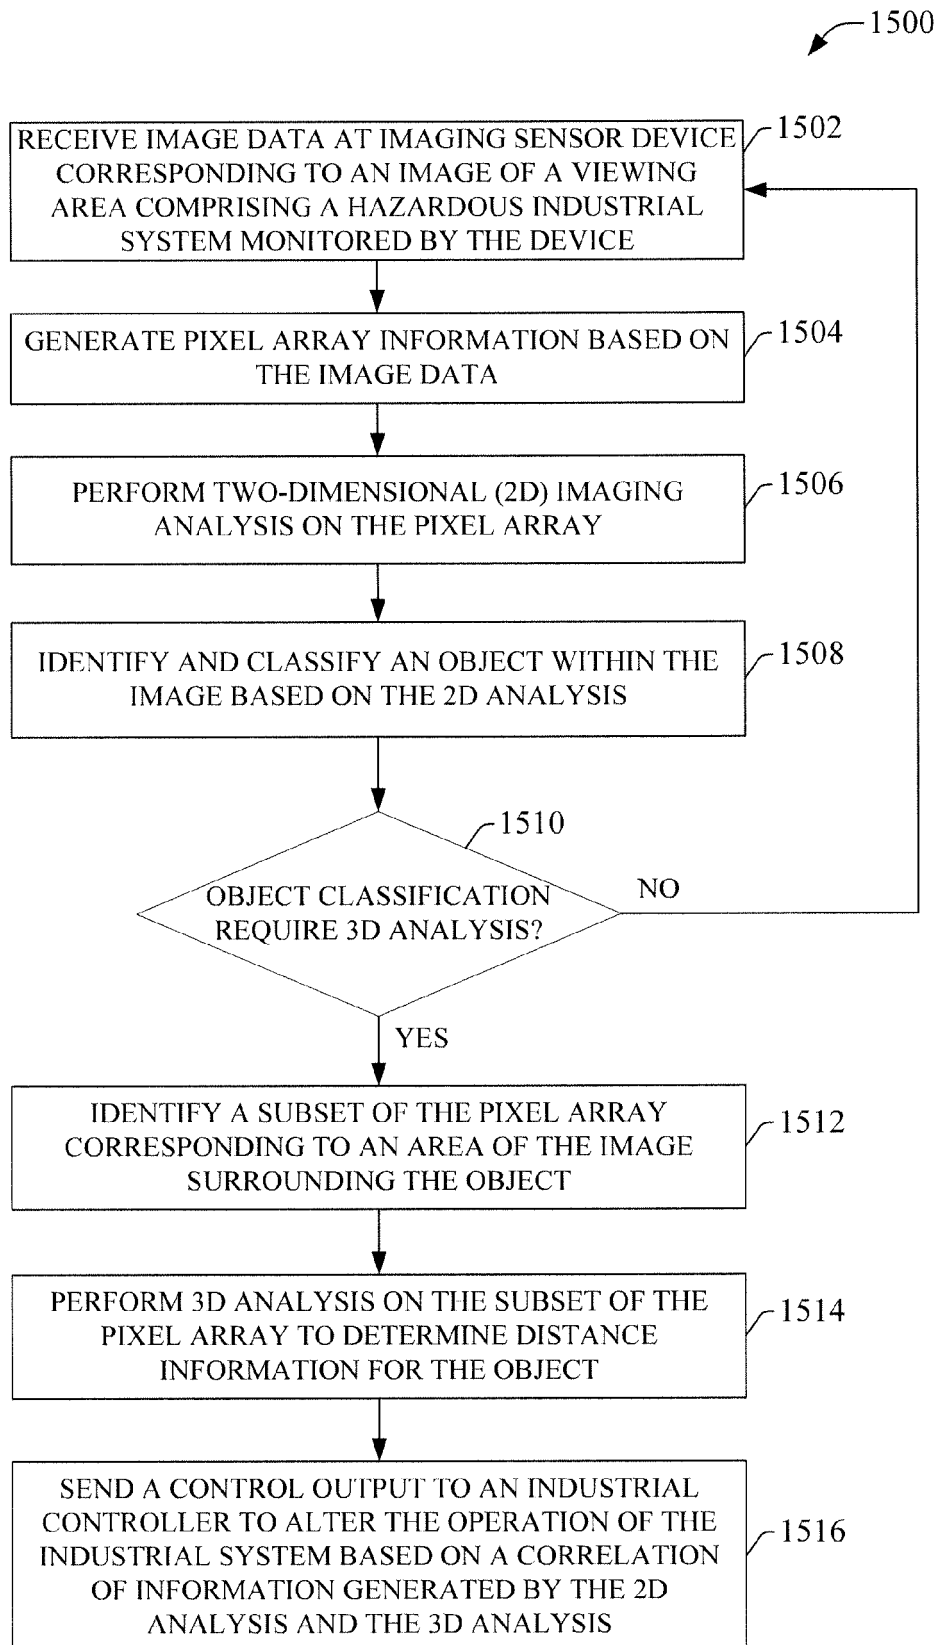 1500
1502
RECEIVE IMAGE DATA AT IMAGING SENSOR DEVICE
CORRESPONDING TO AN IMAGE OF A VIEWING
AREA COMPRISING A HAZARDOUS INDUSTRIAL
SYSTEM MONITORED BY THE DEVICE
1504
GENERATE PIXEL ARRAY INFORMATION BASED ON
THE IMAGE DATA
1506
PERFORM TWO-DIMENSIONAL (2D) IMAGING
ANALYSIS ON THE PIXEL ARRAY
1508
IDENTIFY AND CLASSIFY AN OBJECT WITHIN THE
IMAGE BASED ON THE 2D ANALYSIS
1510
OBJECT CLASSIFICATION
REQUIRE 3D ANALYSIS?
NO
YES
1512
IDENTIFY A SUBSET OF THE PIXEL ARRAY
CORRESPONDING TO AN AREA OF THE IMAGE
SURROUNDING THE OBJECT
1514
PERFORM 3D ANALYSIS ON THE SUBSET OF THE
PIXEL ARRAY TO DETERMINE DISTANCE
INFORMATION FOR THE OBJECT
1516
SEND A CONTROL OUTPUT TO AN INDUSTRIAL
CONTROLLER TO ALTER THE OPERATION OF THE
INDUSTRIAL SYSTEM BASED ON A CORRELATION
OF INFORMATION GENERATED BY THE 2D
ANALYSIS AND THE 3D ANALYSIS